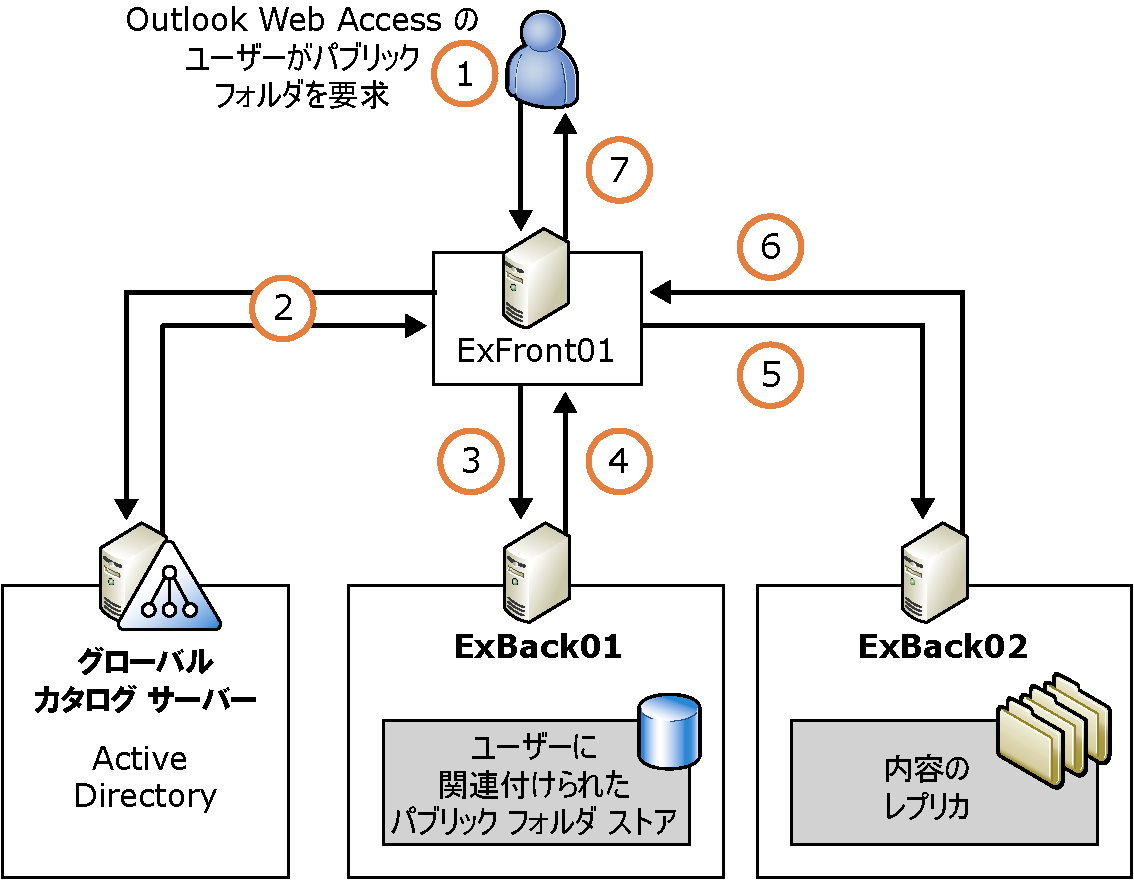 Outlook Web Access の
ユーザーがパブリック
フォルダを要求
1
7
6
2
ExFront01
5
3
4
グローバル
カタログ サーバー
Active
Directory
ExBack01
ユーザーに
関連付けられた
パブリック フォルダ ストア
ExBack02
内容の
レプリカ